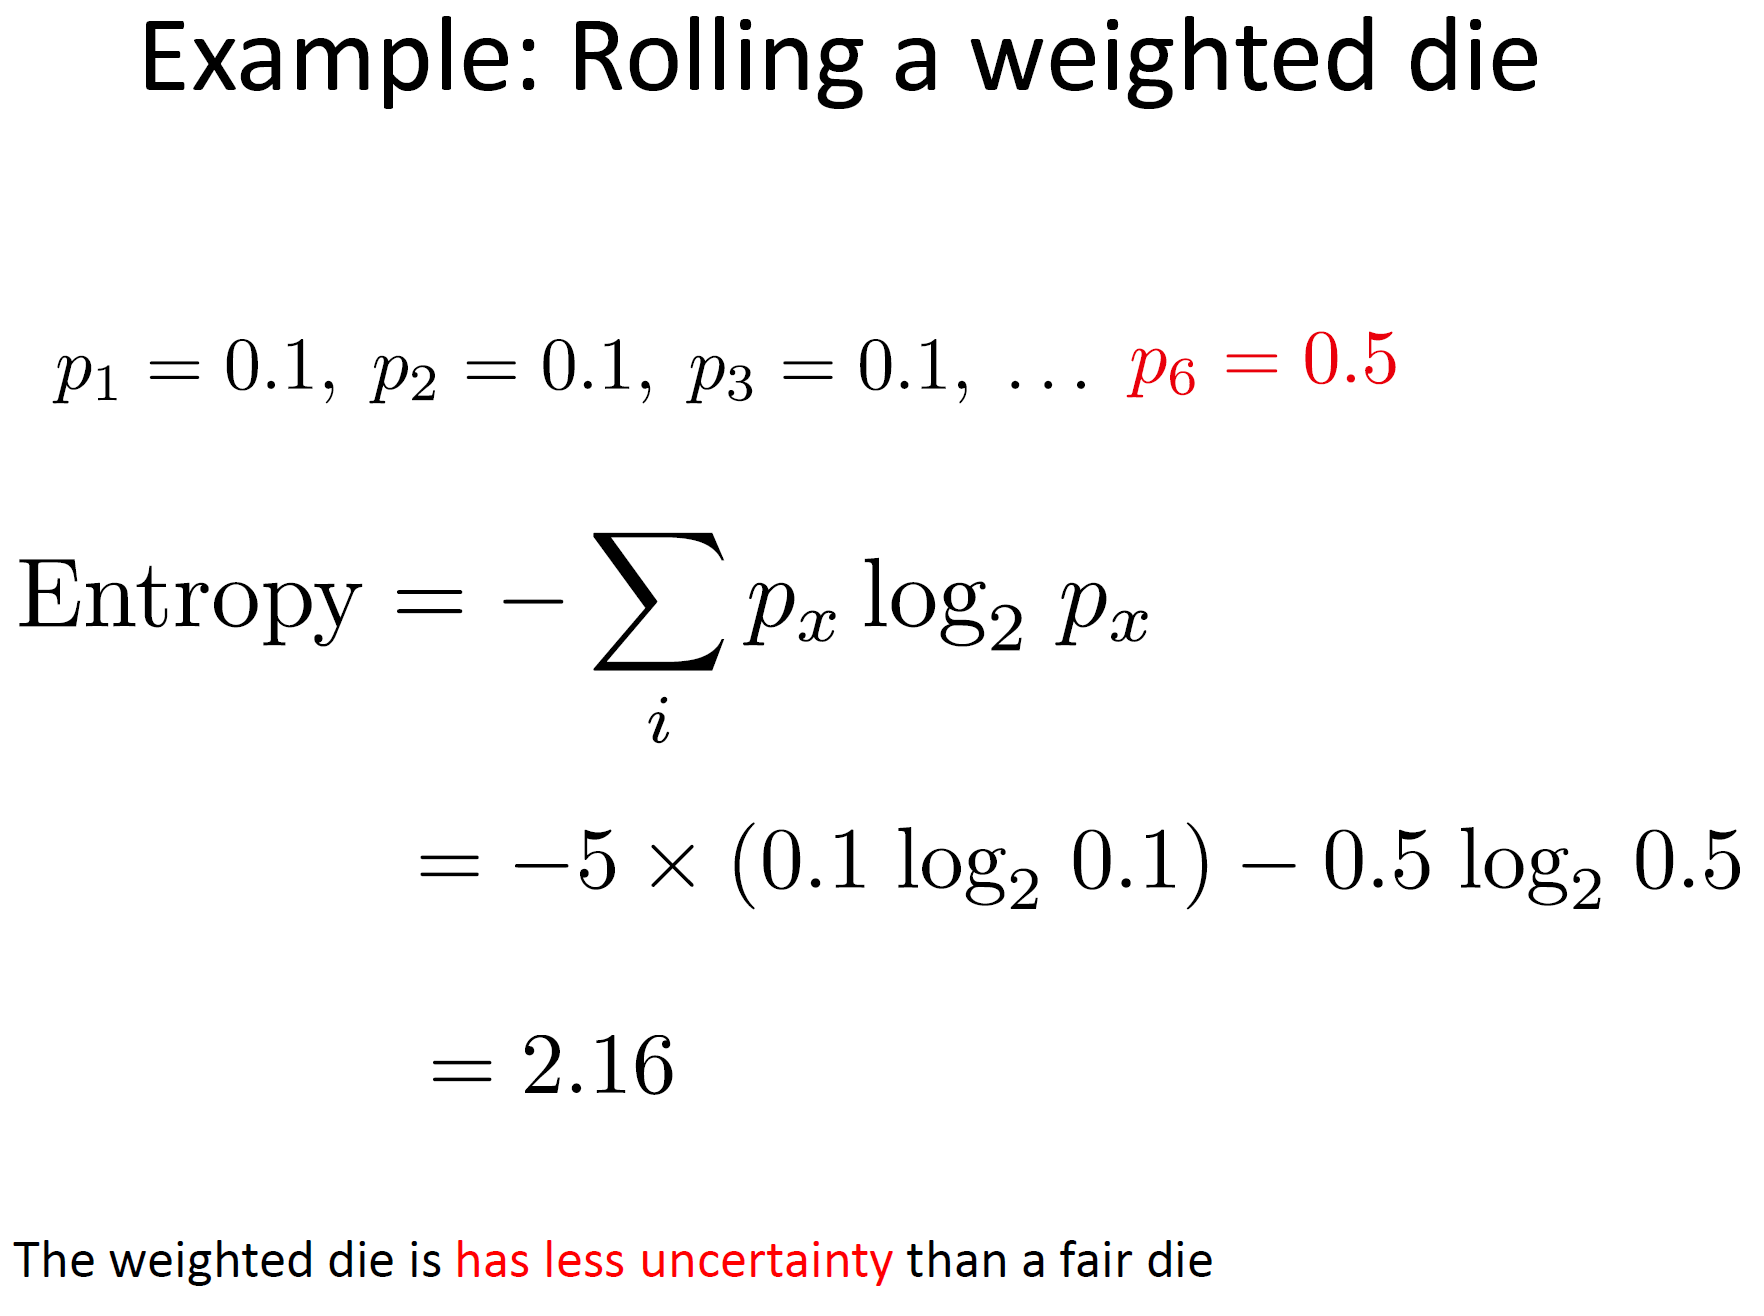 Example: Rolling a weighted die
p₁ = 0.1, p₂ = 0.1, p₃ = 0.1, … p₆ = 0.5
Entropy = − ∑ᵢ pₓ log₂ pₓ
= −5 × (0.1 log₂ 0.1) − 0.5 log₂ 0.5
= 2.16
The weighted die is has less uncertainty than a fair die